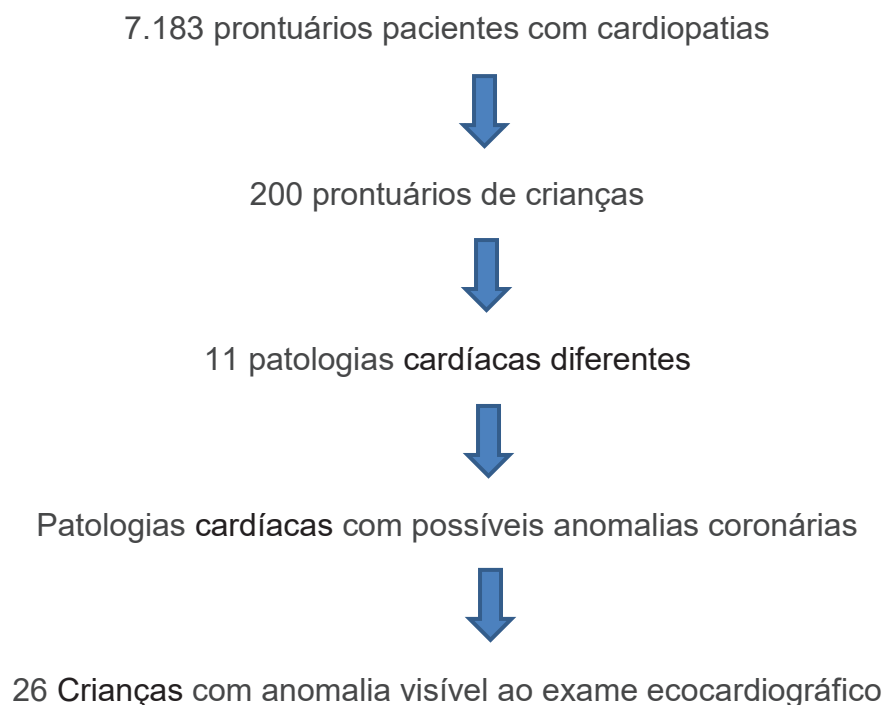 7.183 prontuários pacientes com cardiopatias
200 prontuários de crianças
11 patologias cardíacas diferentes
Patologias cardíacas com possíveis anomalias coronárias
26 Crianças com anomalia visível ao exame ecocardiográfico